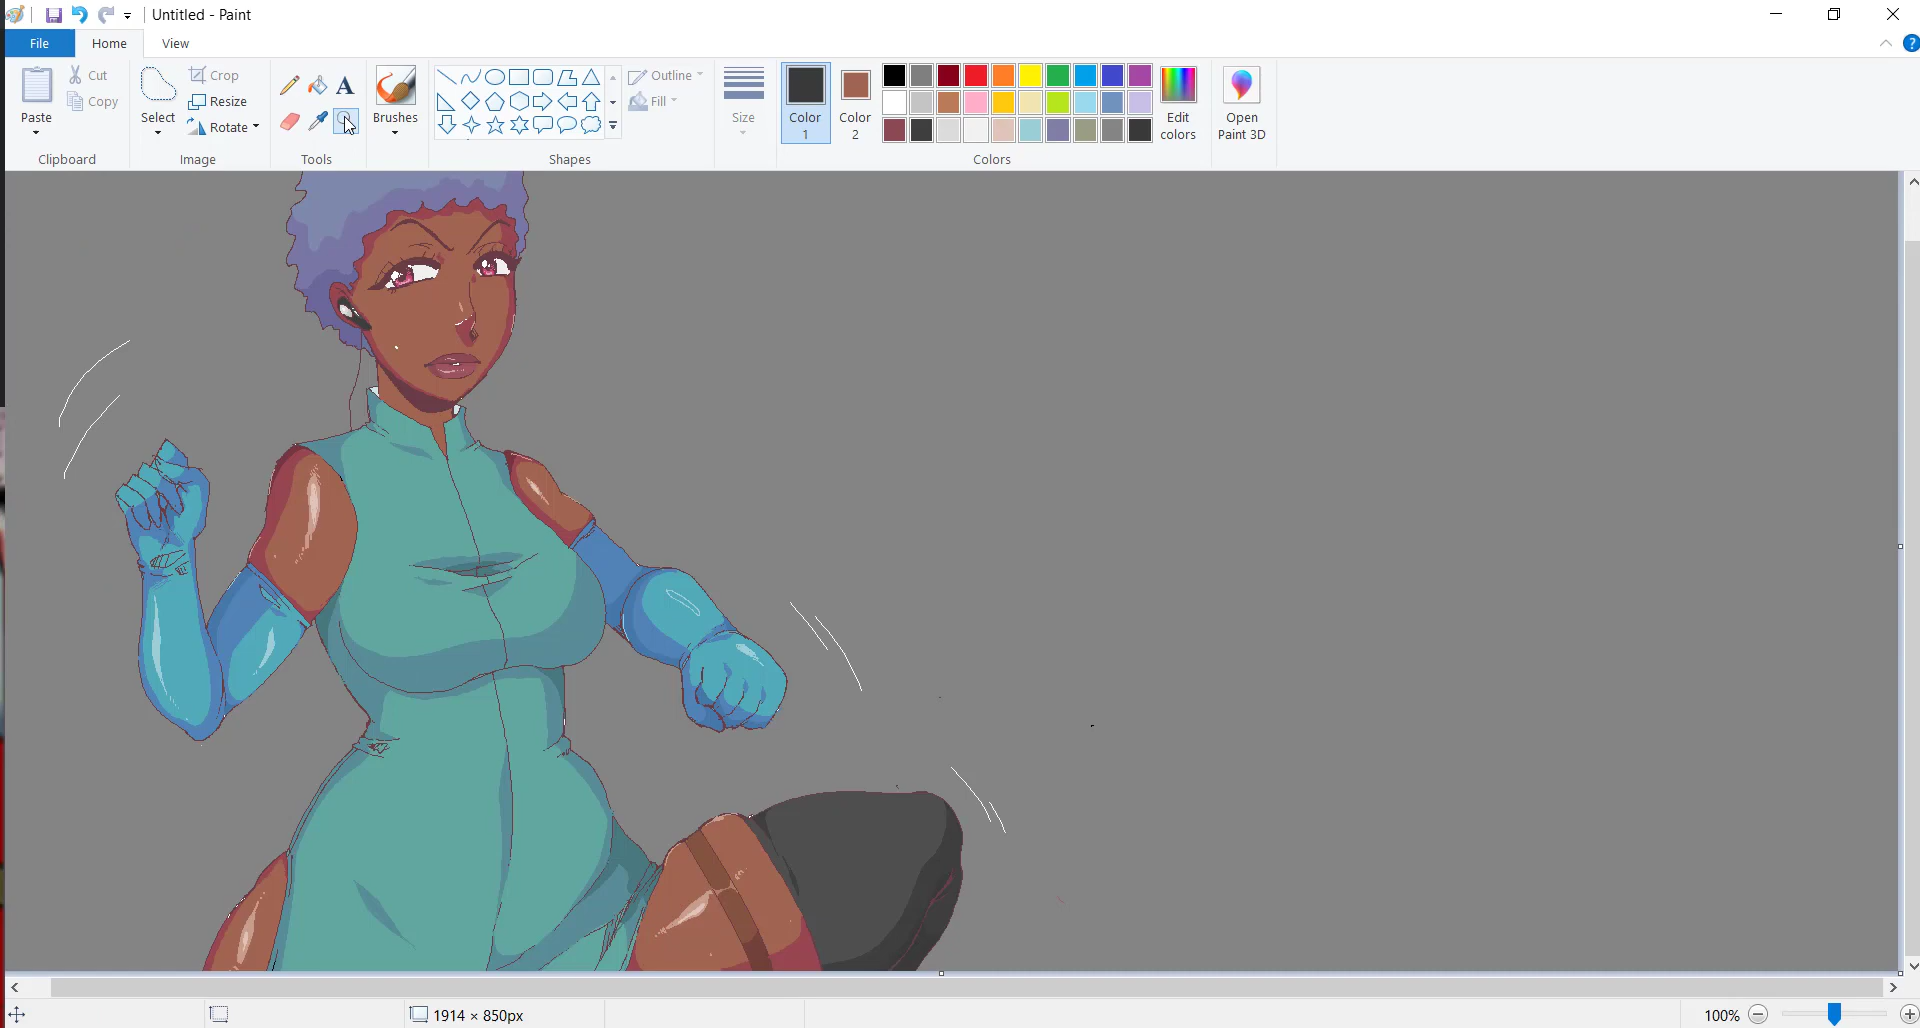 Untitled - Paint
File
Home
View
Paste
Cut
Copy
Clipboard
Select
Crop
Resize
Rotate
Image
A
Tools
Brushes
Shapes
Outline
Fill
Size
Color
1
Color
2
Colors
Edit
colors
Open
Paint 3D
?
1914 × 850px
100%